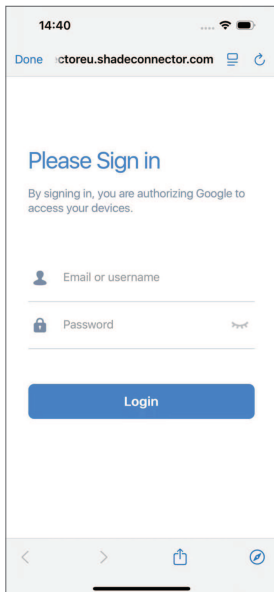 14:40
Done ctoreu.shadeconnector.com
Please Sign in
By signing in, you are authorizing Google to
access your devices.
Email or username
Password
Login